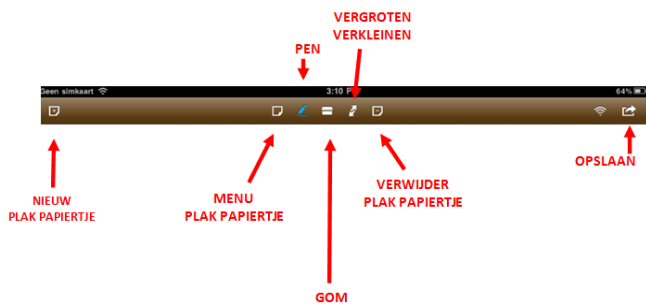 VERGROTEN
VERKLEINEN
PEN
Geen simkaart
3:10 P
64%
OPSLAAN
NIEUW
PLAK PAPIERTJE
MENU
PLAK PAPIERTJE
VERWIJDER
PLAK PAPIERTJE
GOM